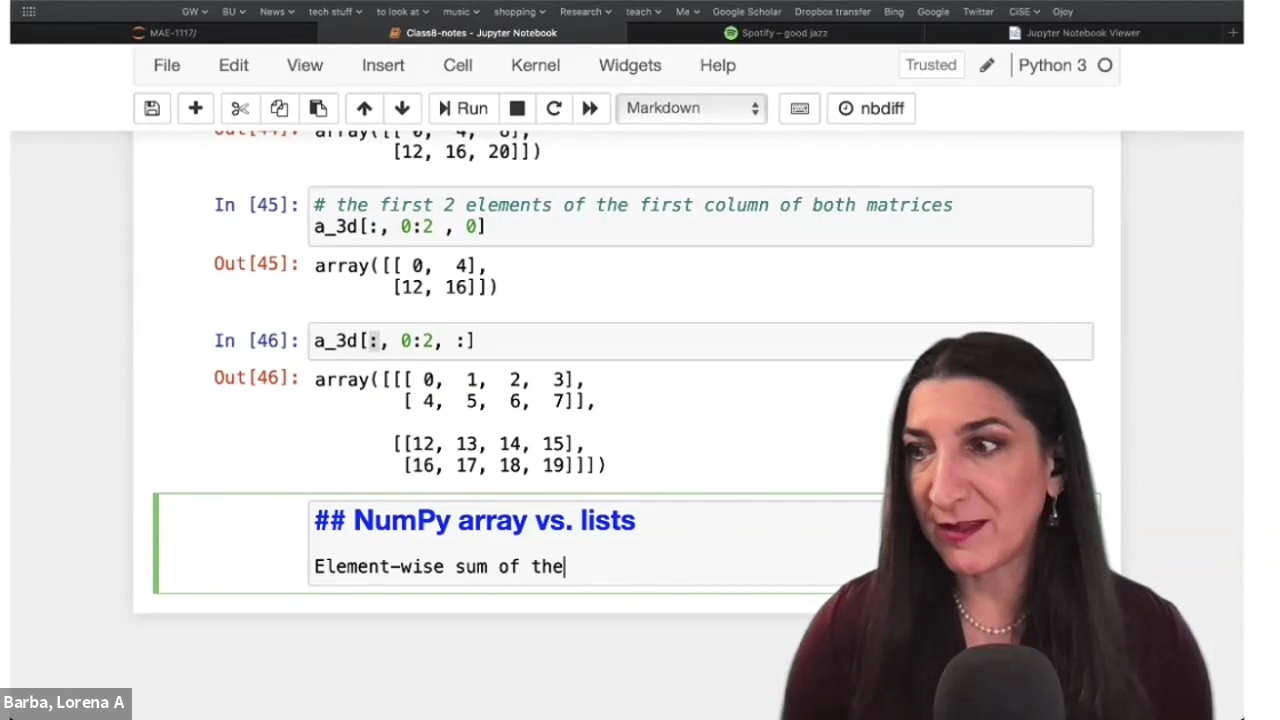 GW BU News tech stuff to look at music shopping Research teach Me Google Scholar Dropbox transfer Bing Google Twitter CiSE Ojoy
MAE-1117/ Class8-notes - Jupyter Notebook Spotify – good jazz Jupyter Notebook Viewer +
File Edit View Insert Cell Kernel Widgets Help Trusted Python 3
Run Markdown nbdiff
array([[ 0, 4, 8],
[12, 16, 20]])
In [45]: # the first 2 elements of the first column of both matrices
a_3d[:, 0:2 , 0]
Out[45]: array([[ 0, 4],
[12, 16]])
In [46]: a_3d[:, 0:2, :]
Out[46]: array([[[ 0, 1, 2, 3],
[ 4, 5, 6, 7]],
[[12, 13, 14, 15],
[16, 17, 18, 19]]])
## NumPy array vs. lists
Element-wise sum of the
Barba, Lorena A